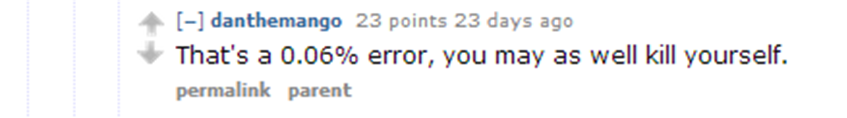 [–] danthemango 23 points 23 days ago
That's a 0.06% error, you may as well kill yourself.
permalink parent